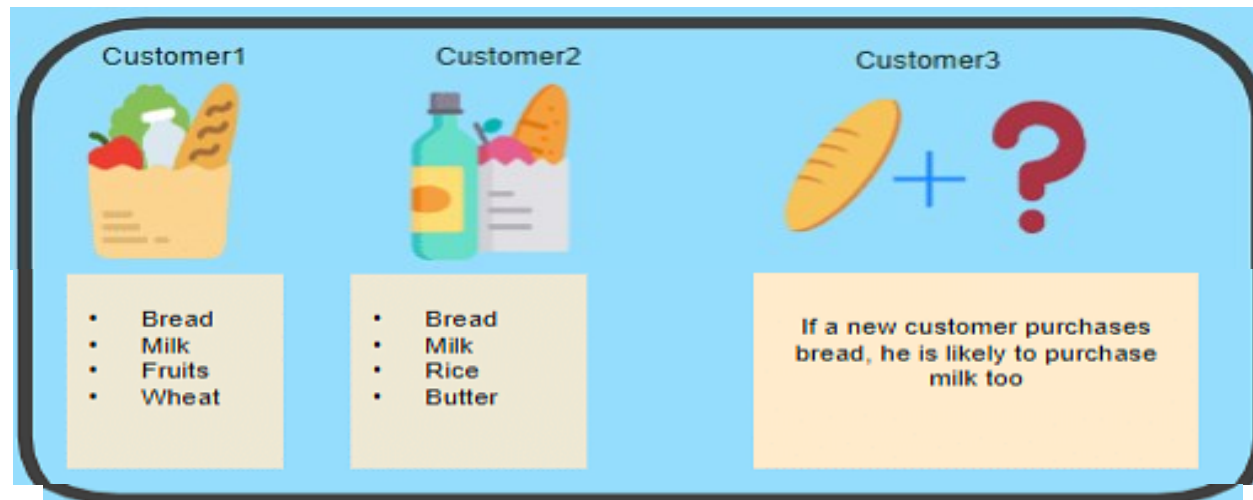 Customer1
Customer2
Customer3
• Bread
• Milk
• Fruits
• Wheat
• Bread
• Milk
• Rice
• Butter
If a new customer purchases
bread, he is likely to purchase
milk too